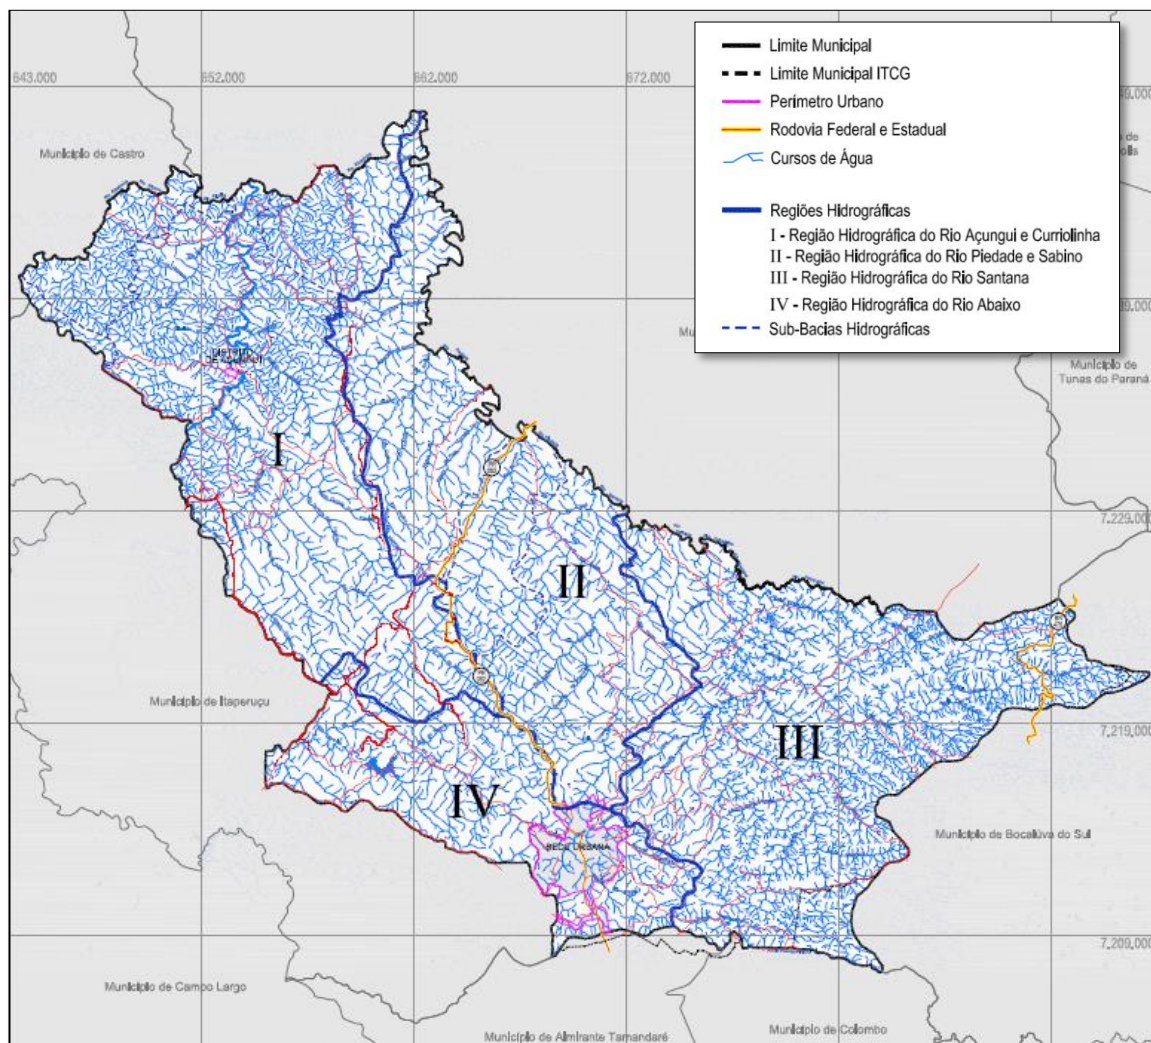 Limite Municipal
Limite Municipal ITCG
Perímetro Urbano
Rodovia Federal e Estadual
Cursos de Água
Regiões Hidrográficas
I - Região Hidrográfica do Rio Açungui e Curriolinha
II - Região Hidrográfica do Rio Piedade e Sabino
III - Região Hidrográfica do Rio Santana
IV - Região Hidrográfica do Rio Abaixo
Sub-Bacias Hidrográficas
643.000
652.000
662.000
672.000
Município de Castro
Município de
Tunas do Paraná
I
7.229.000
II
Município de Itaperuçu
7.219.000
III
IV
Município de Bocaiúva do Sul
SEDE URBANA
7.209.000
Município de Campo Largo
Município de Almirante Tamandaré
Município de Colombo